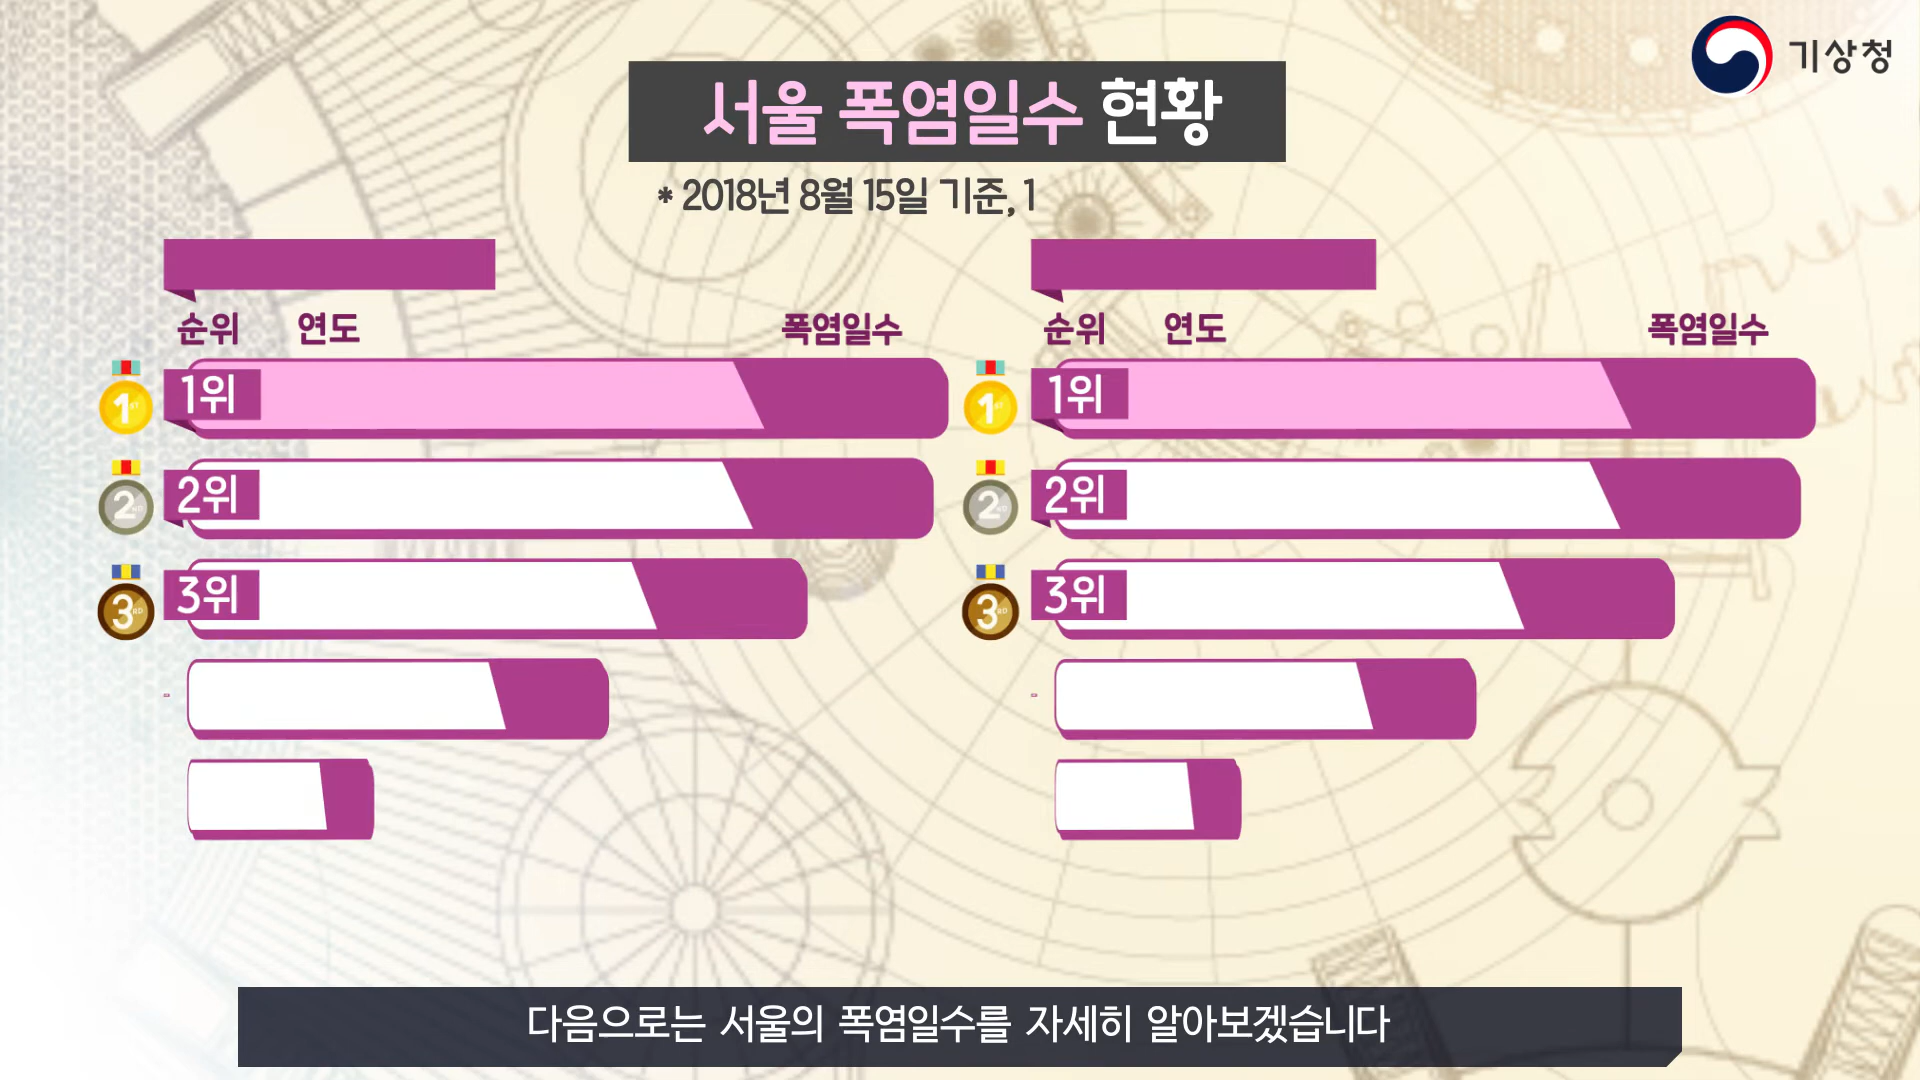 기상청
서울 폭염일수 현황
* 2018년 8월 15일 기준, 1
순위 연도 폭염일수
1위
2위
3위
순위 연도 폭염일수
1위
2위
3위
다음으로는 서울의 폭염일수를 자세히 알아보겠습니다